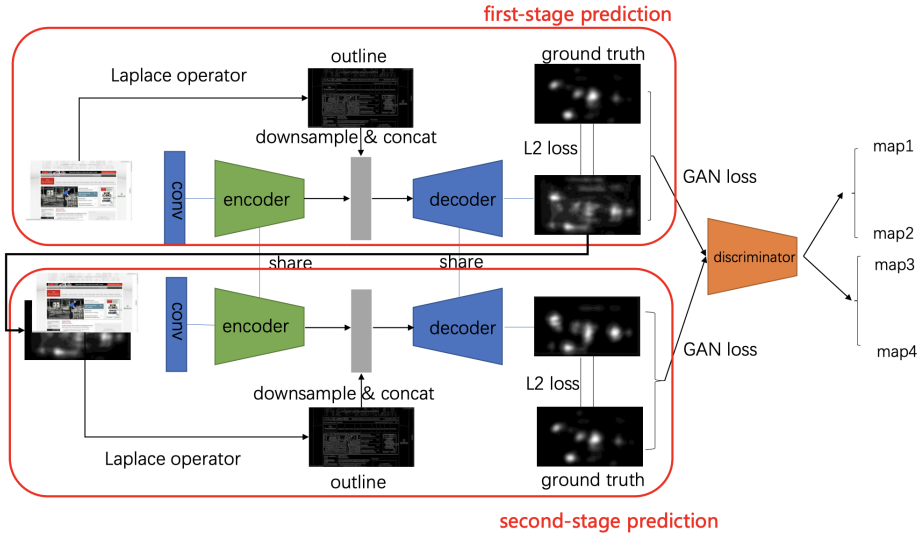 first-stage prediction
outline
ground truth
Laplace operator
downsample & concat
L2 loss
conv
encoder
decoder
GAN loss
map1
map2
share
share
discriminator
map3
map4
conv
encoder
decoder
GAN loss
L2 loss
downsample & concat
Laplace operator
outline
ground truth
second-stage prediction